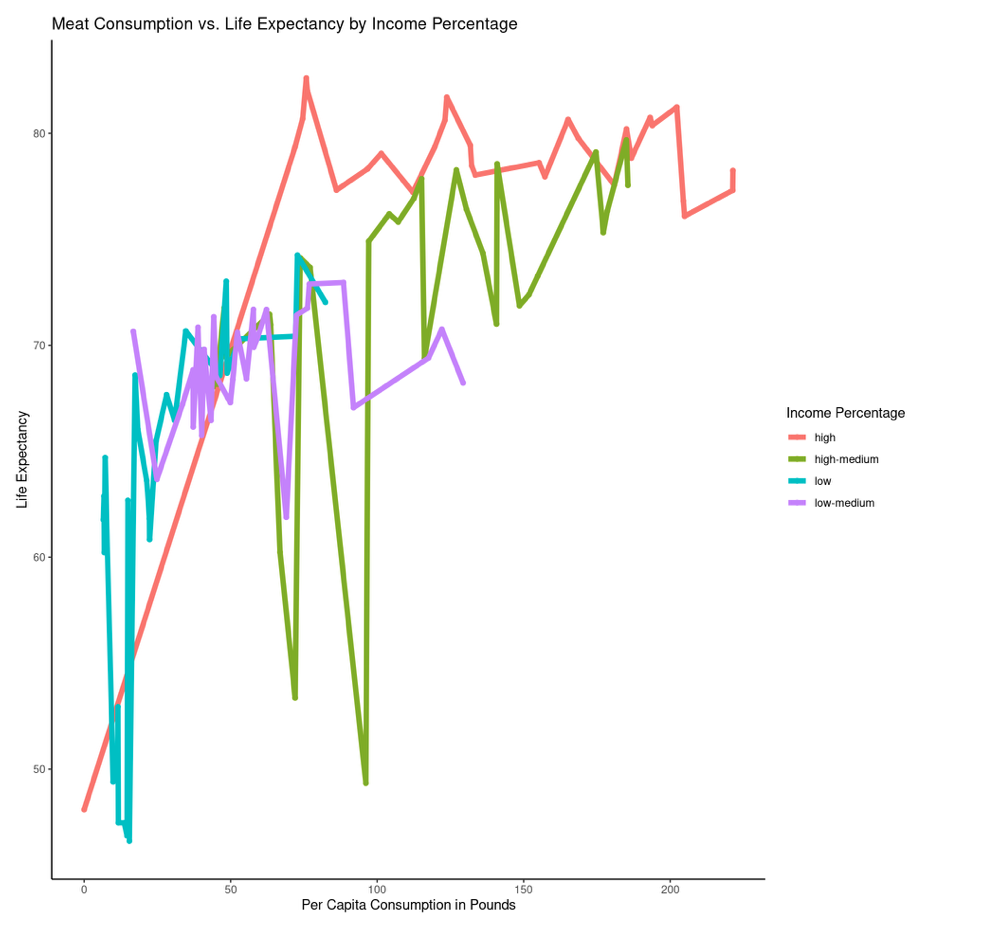 Meat Consumption vs. Life Expectancy by Income Percentage
80
70
60
50
Life Expectancy
0 50 100 150 200
Per Capita Consumption in Pounds
Income Percentage
high
high-medium
low
low-medium